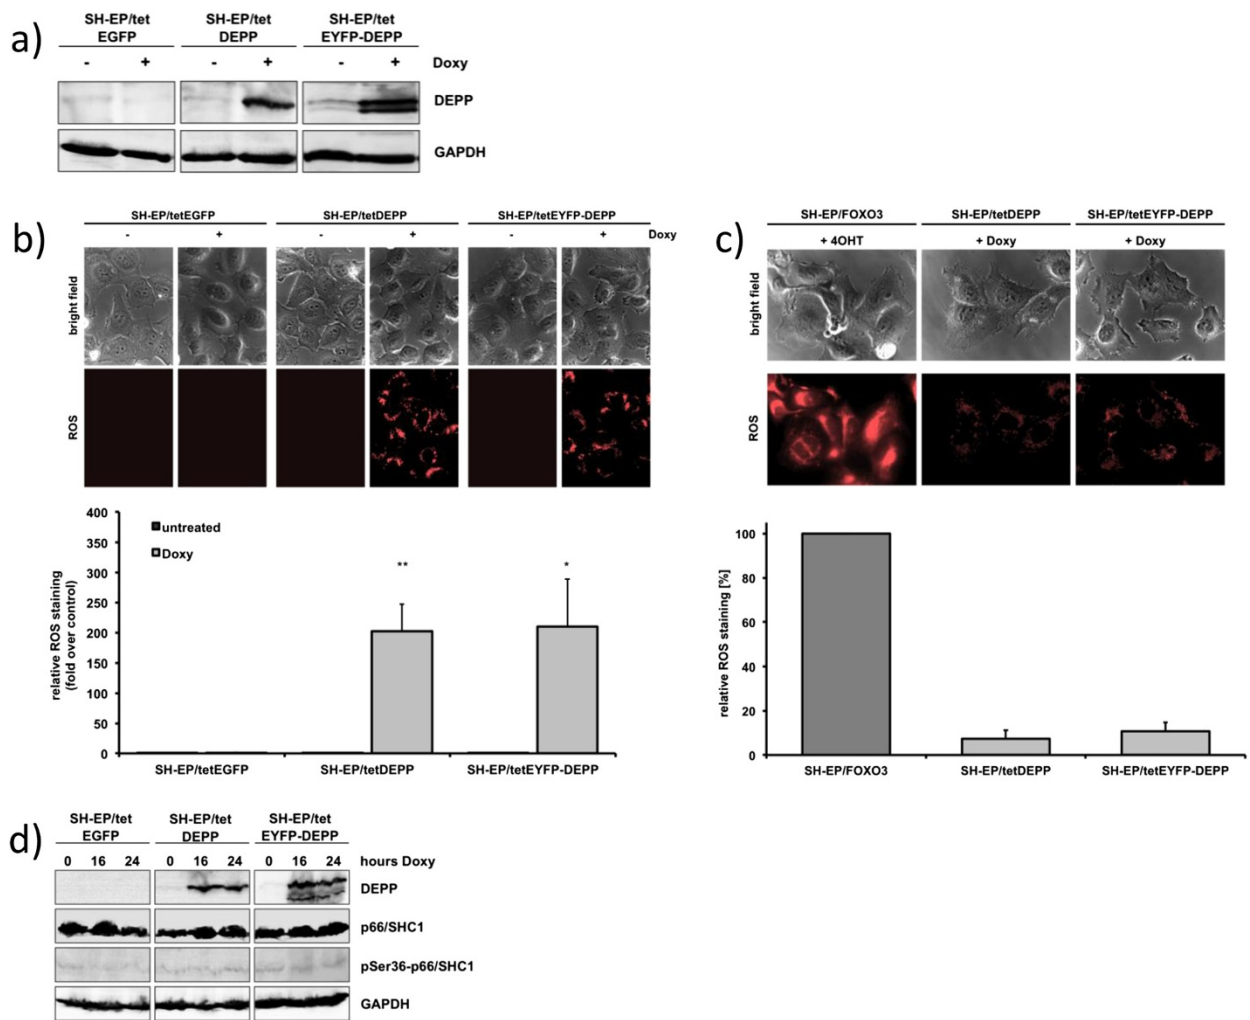 a)
SH-EP/tet SH-EP/tet SH-EP/tet
EGFP DEPP EYFP-DEPP
- + - + - + Doxy
DEPP
GAPDH
b)
SH-EP/tetEGFP SH-EP/tetDEPP SH-EP/tetEYFP-DEPP
- + - + - + Doxy
bright field
ROS
400
350
300
250
200
150
100
50
0
relative ROS staining
(fold over control)
untreated
Doxy
** *
SH-EP/tetEGFP SH-EP/tetDEPP SH-EP/tetEYFP-DEPP
c)
SH-EP/FOXO3 SH-EP/tetDEPP SH-EP/tetEYFP-DEPP
+ 4OHT + Doxy + Doxy
bright field
ROS
100
80
60
40
20
0
relative ROS staining [%]
SH-EP/FOXO3 SH-EP/tetDEPP SH-EP/tetEYFP-DEPP
d)
SH-EP/tet SH-EP/tet SH-EP/tet
EGFP DEPP EYFP-DEPP
0 16 24 0 16 24 0 16 24 hours Doxy
DEPP
p66/SHC1
pSer36-p66/SHC1
GAPDH